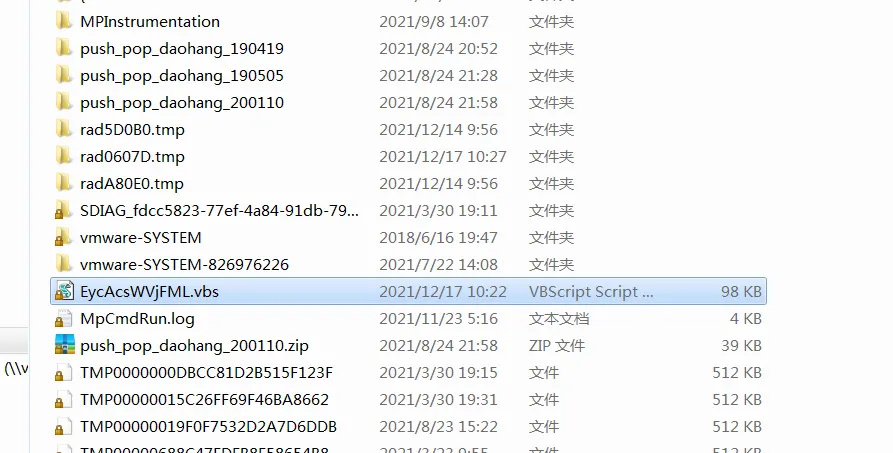 MPInstrumentation 2021/9/8 14:07 文件夹
push_pop_daohang_190419 2021/8/24 20:52 文件夹
push_pop_daohang_190505 2021/8/24 21:28 文件夹
push_pop_daohang_200110 2021/8/24 21:58 文件夹
rad5D0B0.tmp 2021/12/14 9:56 文件夹
rad0607D.tmp 2021/12/17 10:27 文件夹
radA80E0.tmp 2021/12/14 9:56 文件夹
SDIAG_fdcc5823-77ef-4a84-91db-79... 2021/3/30 19:11 文件夹
vmware-SYSTEM 2018/6/16 19:47 文件夹
vmware-SYSTEM-826976226 2021/7/22 14:08 文件夹
EycAcsWVjFML.vbs 2021/12/17 10:22 VBScript Script ... 98 KB
MpCmdRun.log 2021/11/23 5:16 文本文档 4 KB
push_pop_daohang_200110.zip 2021/8/24 21:58 ZIP 文件 39 KB
(\\v
TMP0000000DBCC81D2B515F123F 2021/3/30 19:15 文件 512 KB
TMP00000015C26FF69F46BA8662 2021/3/30 19:31 文件 512 KB
TMP00000019F0F7532D2A7D6DDB 2021/8/23 15:22 文件 512 KB